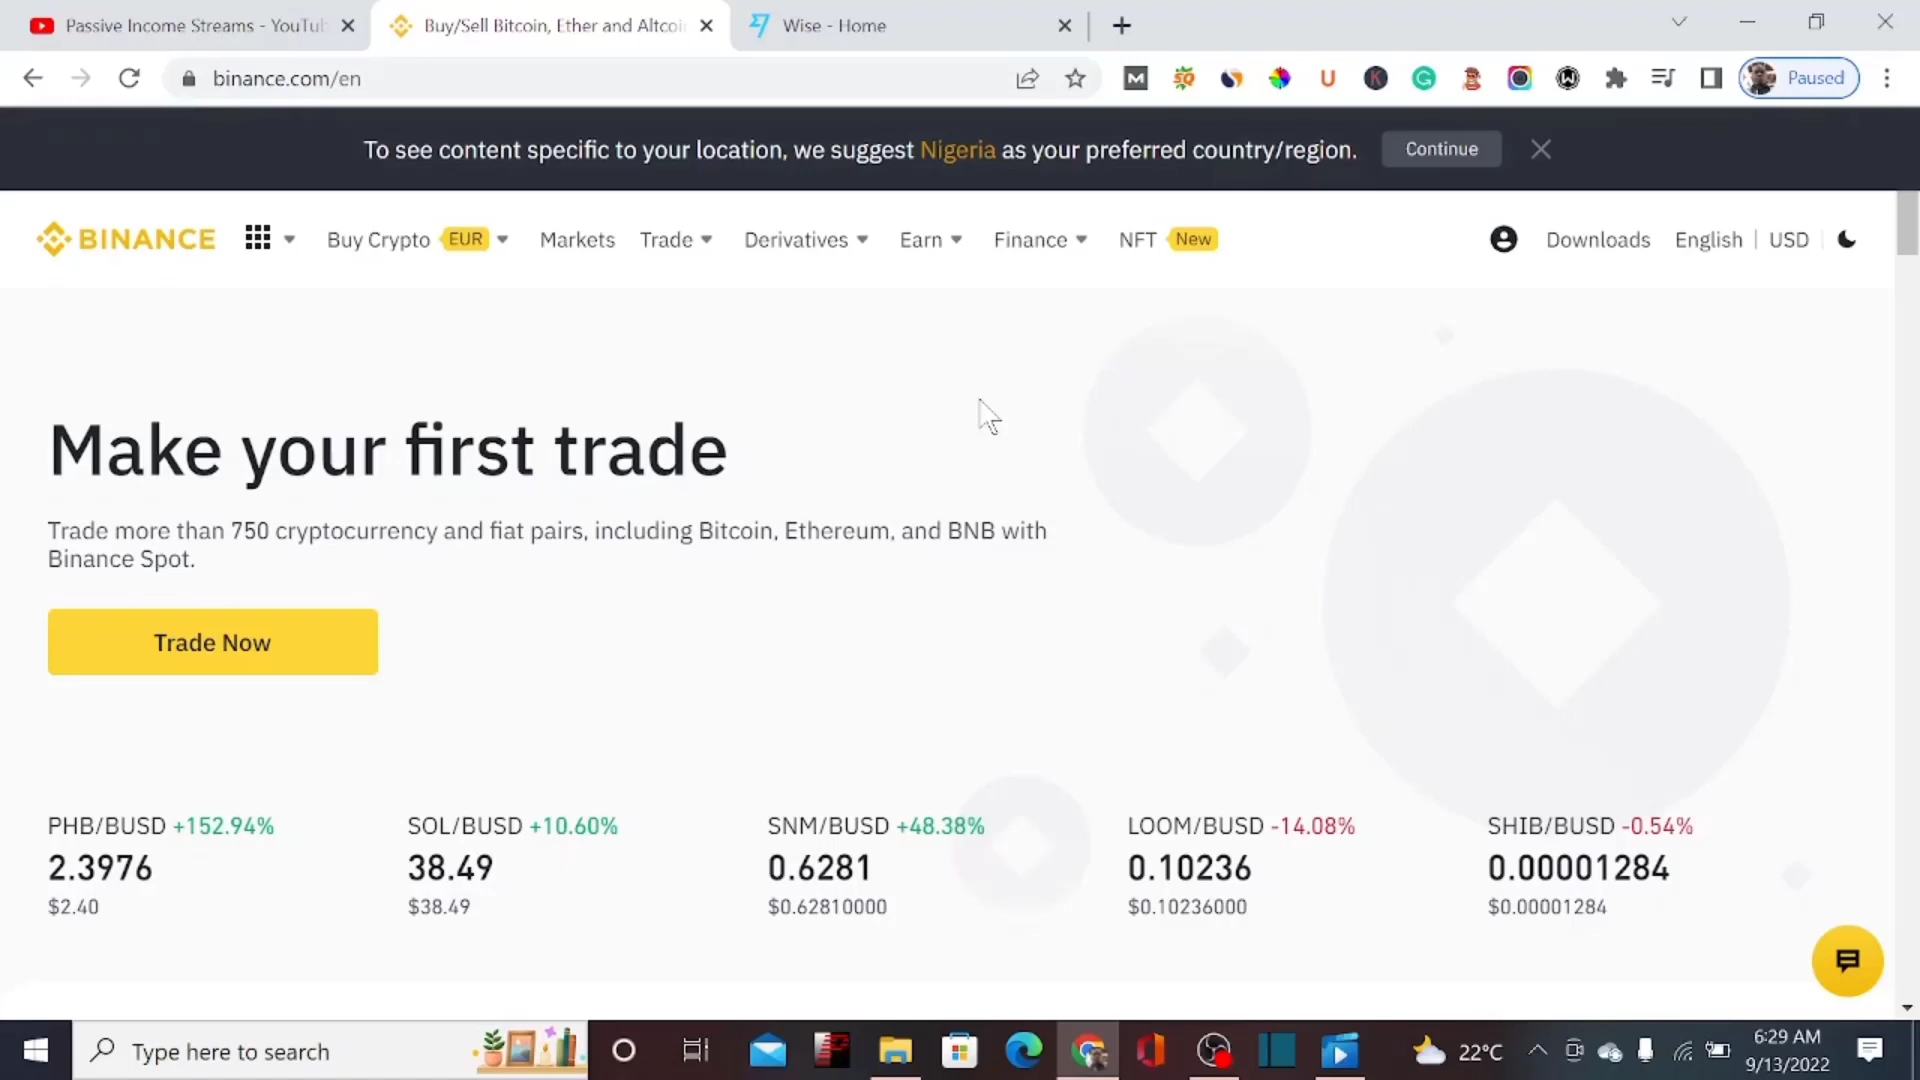 Passive Income Streams - YouTub
Buy/Sell Bitcoin, Ether and Altcoi
Wise - Home
binance.com/en
Paused
To see content specific to your location, we suggest Nigeria as your preferred country/region.
Continue
BINANCE
Buy Crypto EUR
Markets
Trade
Derivatives
Earn
Finance
NFT New
Downloads
English | USD
Make your first trade
Trade more than 750 cryptocurrency and fiat pairs, including Bitcoin, Ethereum, and BNB with
Binance Spot.
Trade Now
PHB/BUSD +152.94%
2.3976
$2.40
SOL/BUSD +10.60%
38.49
$38.49
SNM/BUSD +48.38%
0.6281
$0.62810000
LOOM/BUSD -14.08%
0.10236
$0.10236000
SHIB/BUSD -0.54%
0.00001284
$0.00001284
Type here to search
22°C
6:29 AM
9/13/2022